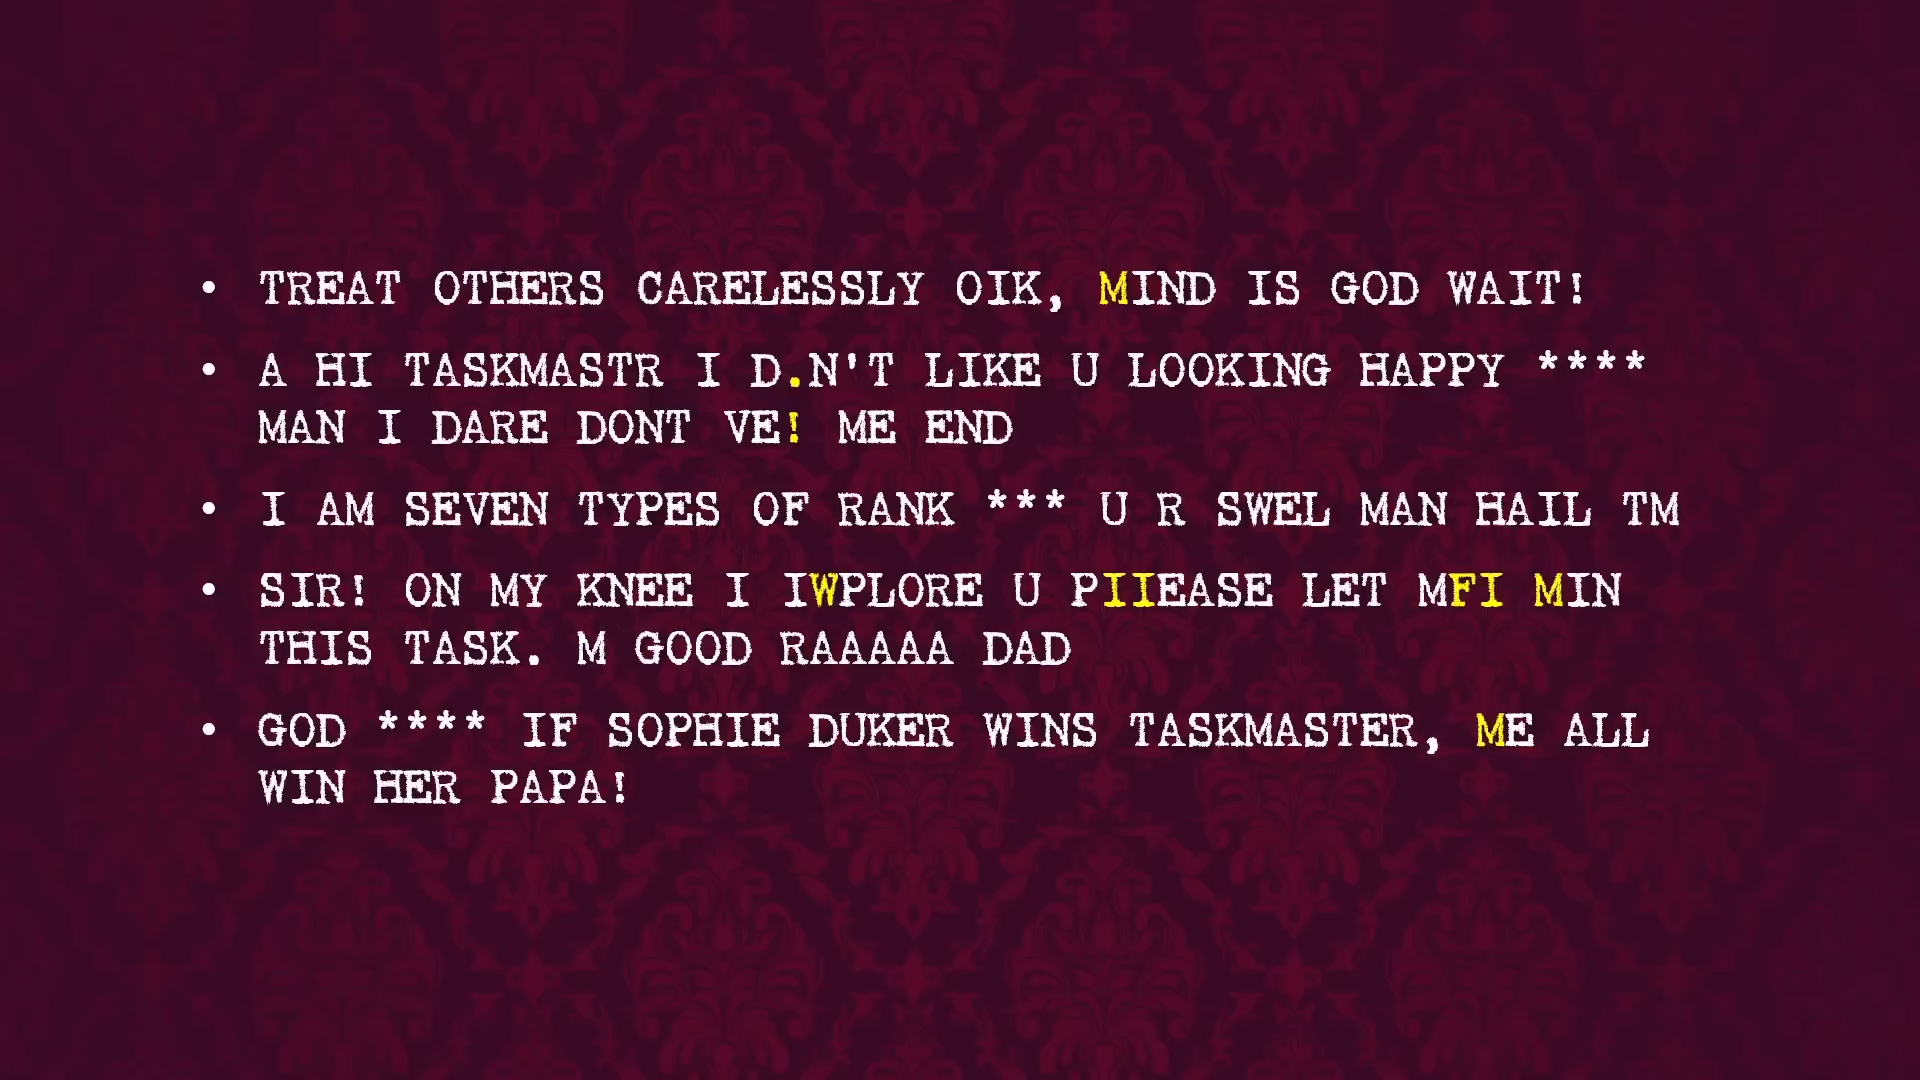 • TREAT OTHERS CARELESSLY OIK, MIND IS GOD WAIT!
• A HI TASKMASTR I D.N'T LIKE U LOOKING HAPPY ****
MAN I DARE DONT VE! ME END
• I AM SEVEN TYPES OF RANK *** U R SWEL MAN HAIL TM
• SIR! ON MY KNEE I IWPLORE U PIIEASE LET MFI MIN
THIS TASK. M GOOD RAAAAA DAD
• GOD **** IF SOPHIE DUKER WINS TASKMASTER, ME ALL
WIN HER PAPA!